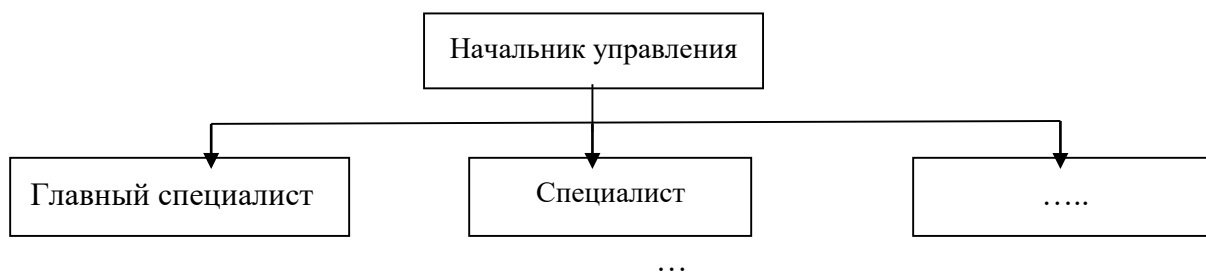 Начальник управления
Главный специалист
Специалист
…..
…